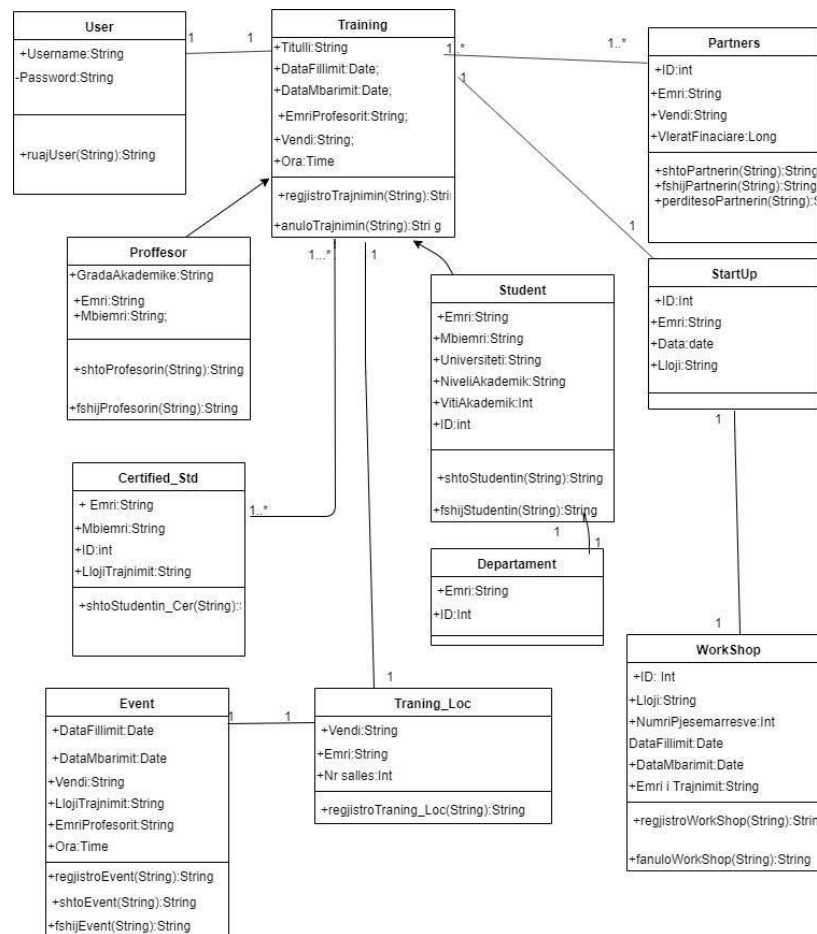 User
+Username:String
-Password:String
+ruajUser(String):String
1
1
Training
+Titulli:String
+DataFillimit:Date;
+DataMbarimit:Date;
+EmriProfesorit:String;
+Vendi:String;
+Ora:Time
+regjistroTrajnimin(String):Stri
+anuloTrajnimin(String):Stri g
1..*
1..*
1
Partners
+ID:int
+Emri:String
+Vendi:String
+VleratFinaciare:Long
+shtoPartnerin(String):String
+fshijPartnerin(String):String
+perditesoPartnerin(String):S
1
Proffesor
+GradaAkademike:String
+Emri:String
+Mbiemri:String;
+shtoProfesorin(String):String
+fshijProfesorin(String):String
1...*
1
Student
+Emri:String
+Mbiemri:String
+Universiteti:String
+NiveliAkademik:String
+VitiAkademik:Int
+ID:int
+shtoStudentin(String):String
+fshijStudentin(String):String
1
1
StartUp
+ID:Int
+Emri:String
+Data:date
+Lloji:String
1
Certified_Std
+ Emri:String
+Mbiemri:String
+ID:int
+LlojiTrajnimit:String
+shtoStudentin_Cer(String):
1..*
Departament
+Emri:String
+ID:Int
1
WorkShop
+ID: Int
+Lloji:String
+NumriPjesemarresve:Int
DataFillimit:Date
+DataMbarimit:Date
+Emri i Trajnimit:String
+regjistroWorkShop(String):Strin
+fanuloWorkShop(String):String
1
Event
+DataFillimit:Date
+DataMbarimit:Date
+Vendi:String
+LlojiTrajnimit:String
+EmriProfesorit:String
+Ora:Time
+regjistroEvent(String):String
+shtoEvent(String):String
+fshijEvent(String):String
1
1
Traning_Loc
+Vendi:String
+Emri:String
+Nr salles:Int
+regjistroTraning_Loc(String):String